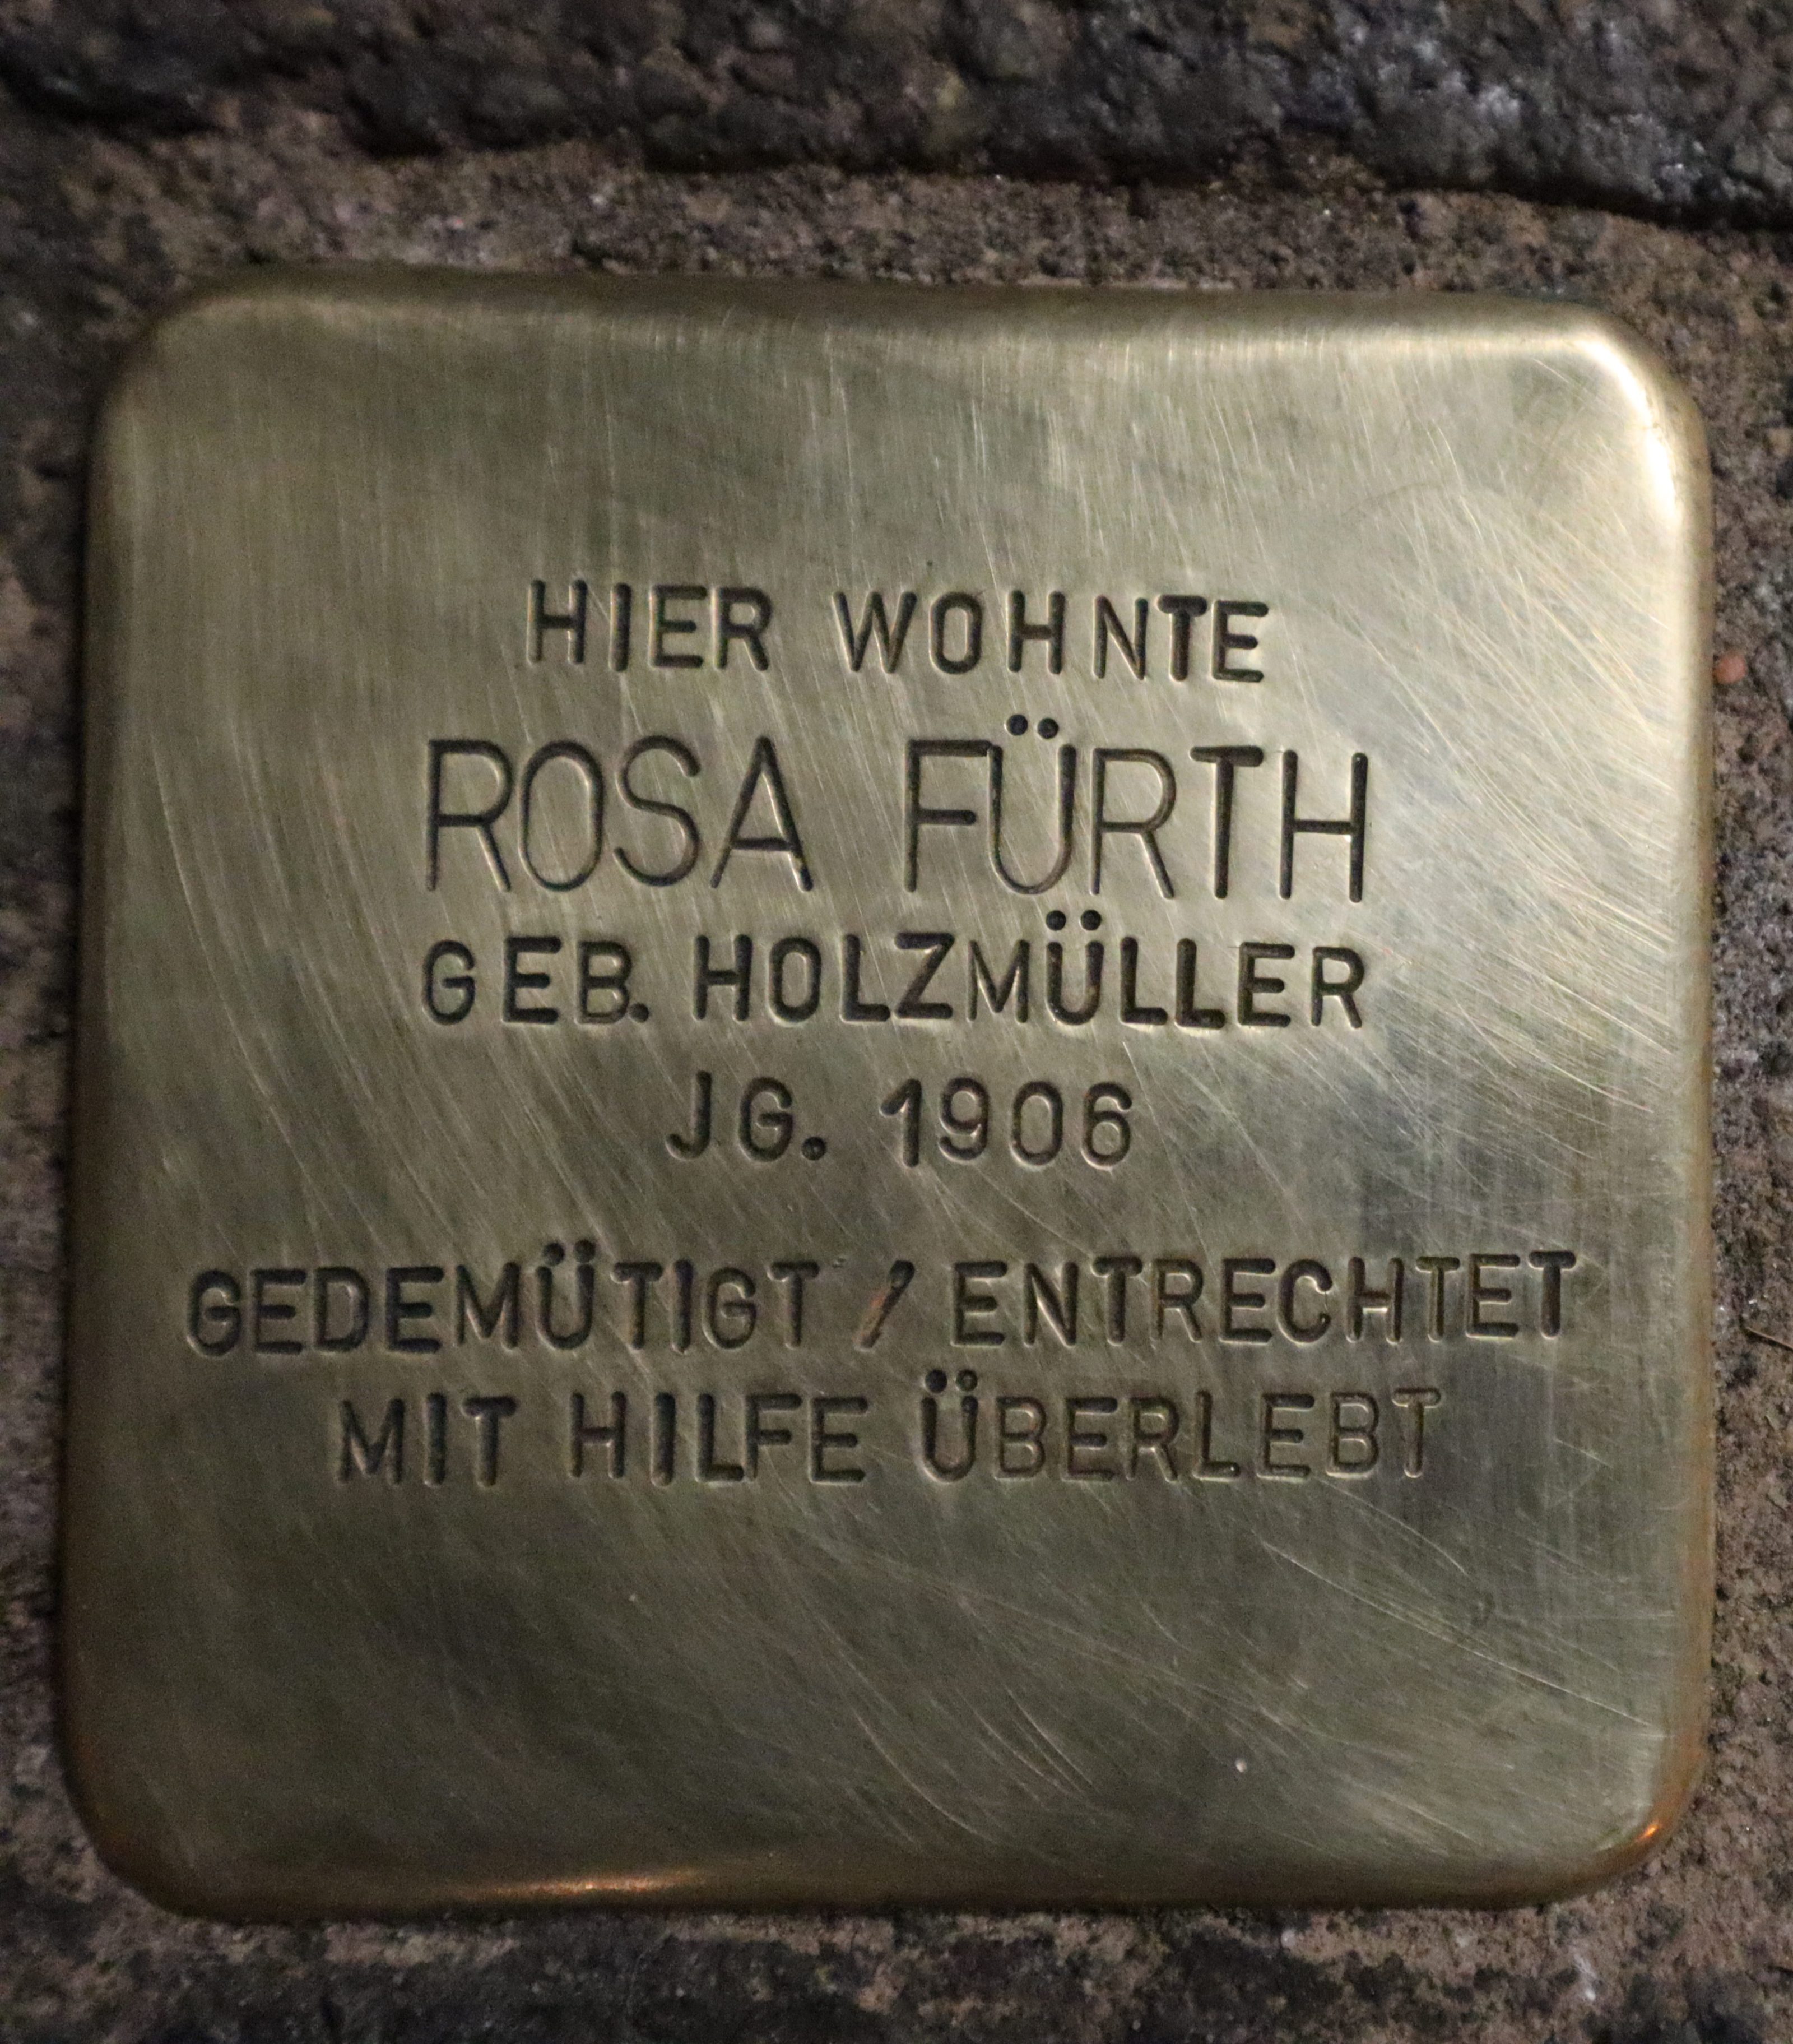 HIER WOHNTE
ROSA FÜRTH
GEB. HOLZMÜLLER
JG. 1906
GEDEMÜTIGT / ENTRECHTET
MIT HILFE ÜBERLEBT